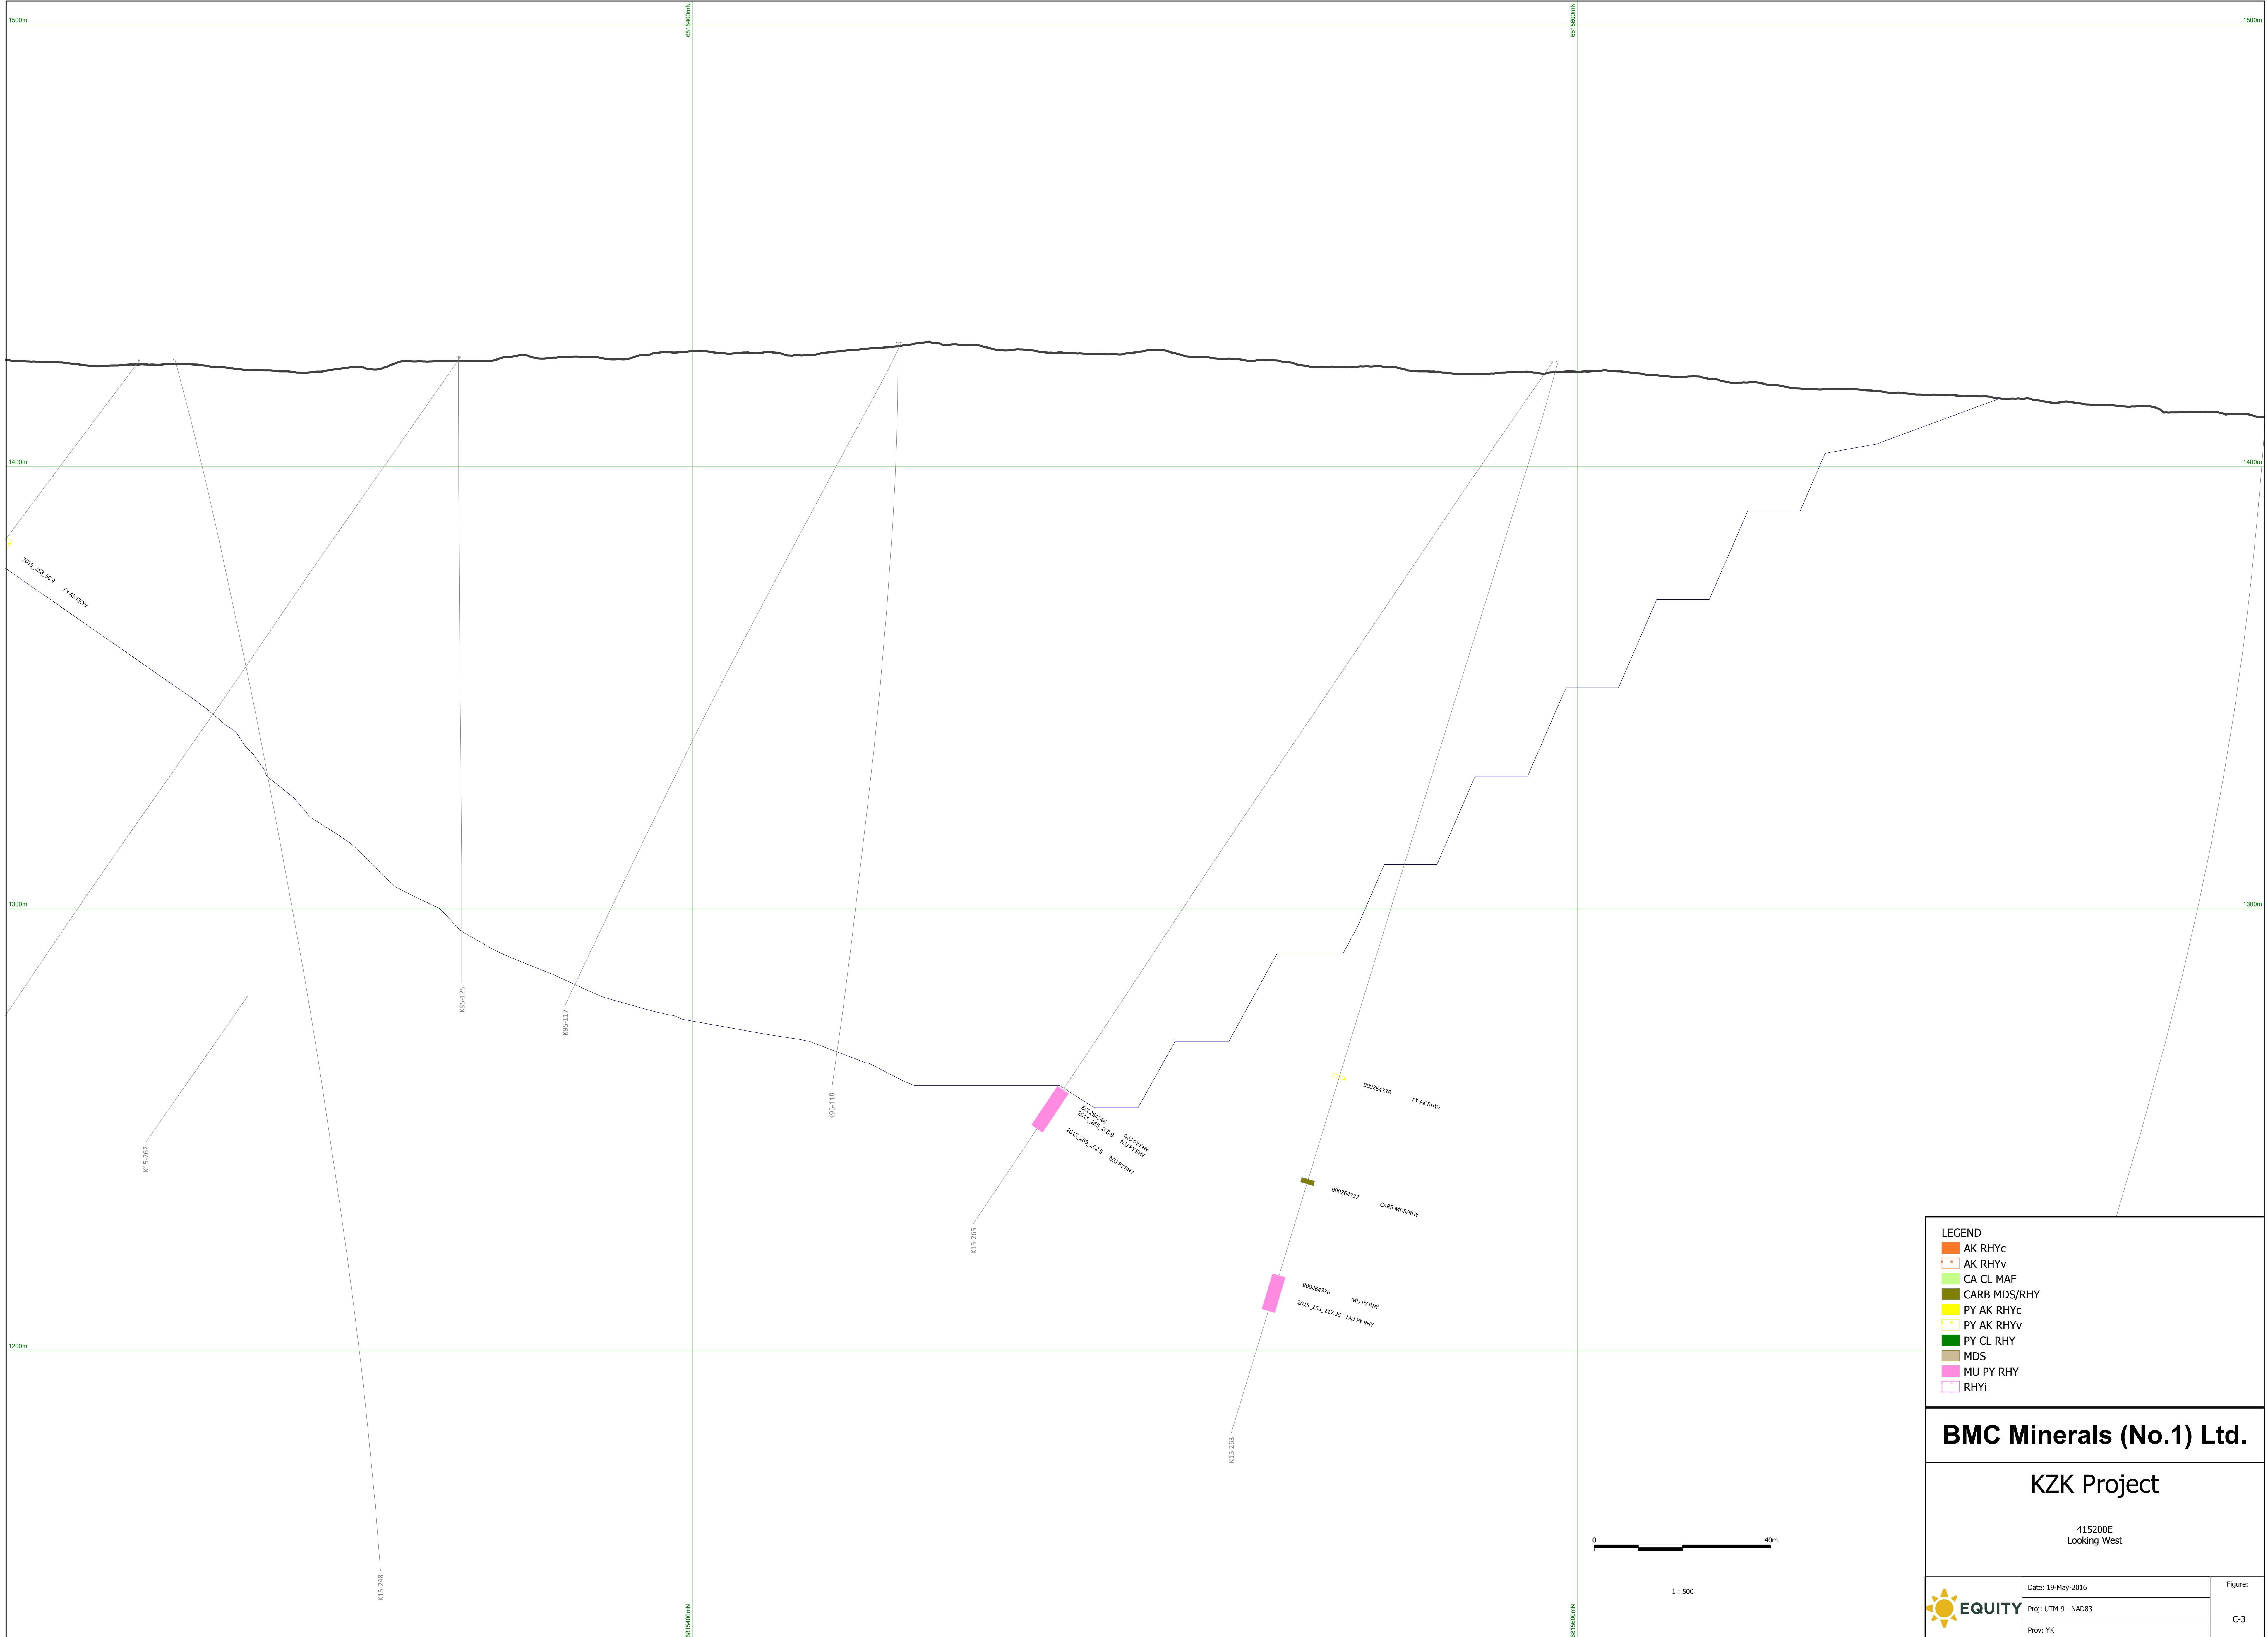 6815400mN
6815600mN
1500m
1500m
1400m
1400m
PY AK RHYv
K95-125
K95-117
K95-118
K15-262
K15-265
K15-263
K15-248
1300m
1300m
MU PY RHY
MU PY RHY
MU PY RHY
800264338 PY AK RHYv
800264337 CARB MDS/RHY
800264336 MU PY RHY
2015_263_217.35 MU PY RHY
1200m
LEGEND
AK RHYc
AK RHYv
CA CL MAF
CARB MDS/RHY
PY AK RHYc
PY AK RHYv
PY CL RHY
MDS
MU PY RHY
RHYi
BMC Minerals (No.1) Ltd.
KZK Project
415200E
Looking West
0 40m
1 : 500
EQUITY
Date: 19-May-2016
Proj: UTM 9 - NAD83
Prov: YK
Figure:
C-3
6815400mN
6815600mN